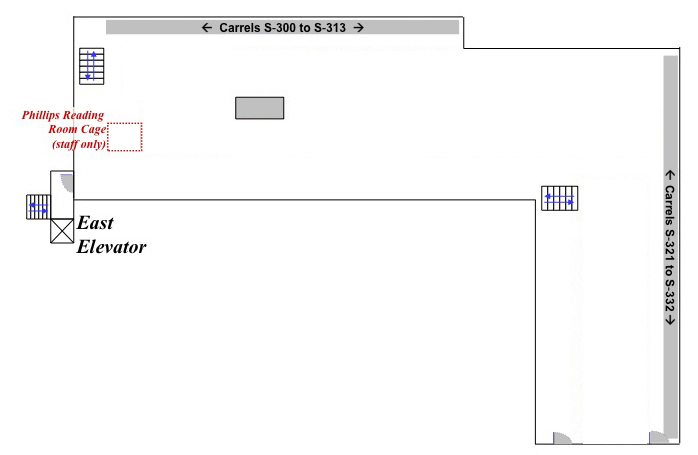 ← Carrels S-300 to S-313 →
Phillips Reading
Room Cage
(staff only)
East
Elevator
← Carrels S-321 to S-332 →